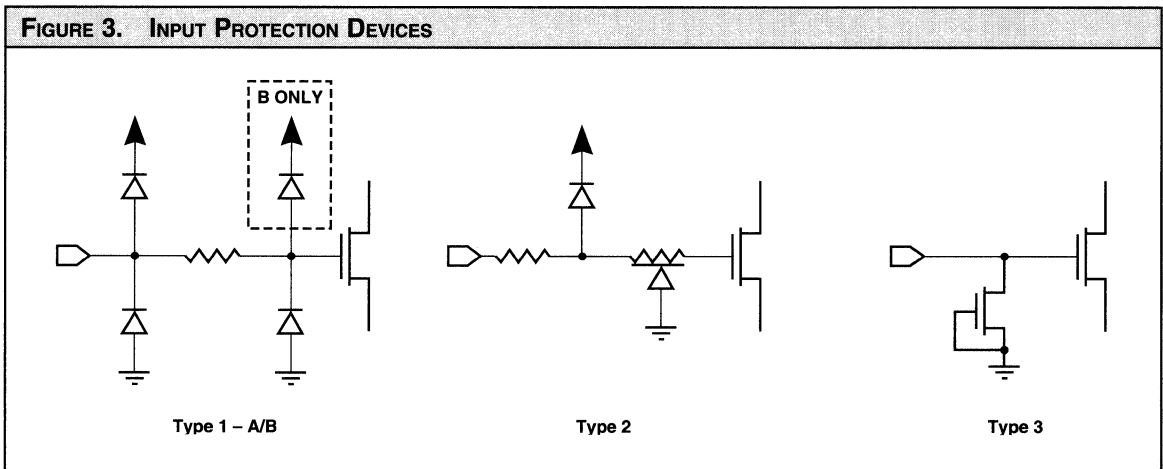 FIGURE 3. INPUT PROTECTION DEVICES
B ONLY
Type 1 – A/B
Type 2
Type 3